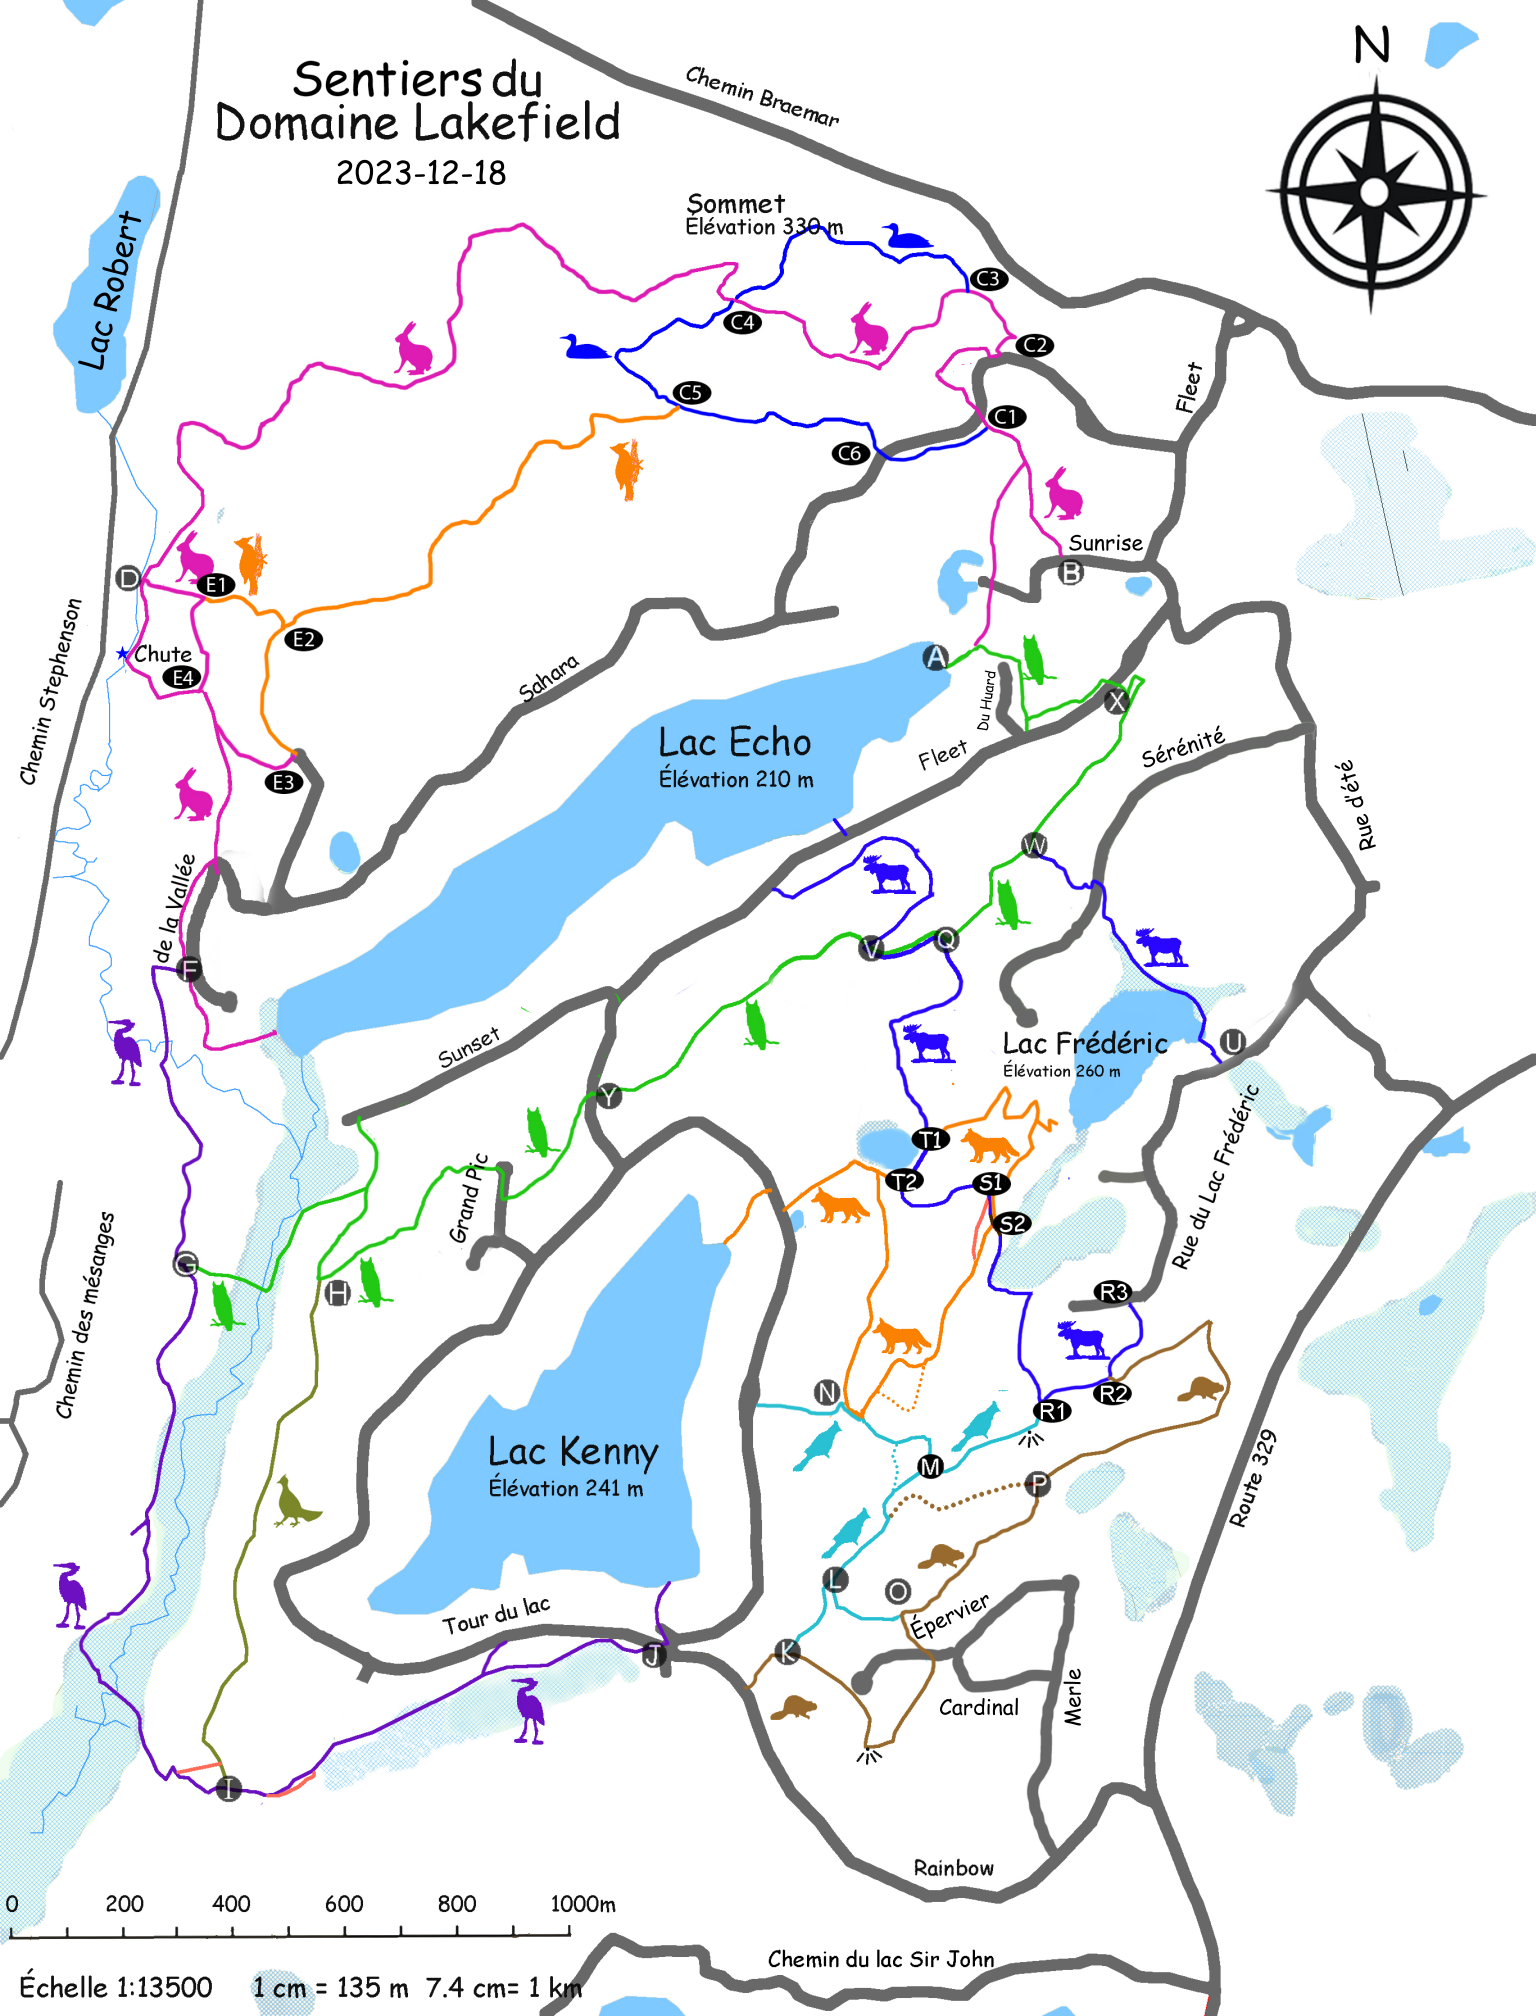 Sentiers du
Domaine Lakefield
2023-12-18
N
Chemin Braemar
Sommet
Élévation 330 m
Lac Robert
C3
C4
C2
Fleet
C5
C1
C6
Sunrise
B
D
E1
E2
Chute
E4
A
X
Chemin Stephenson
Sahara
Du Huard
Fleet
Sérénité
Lac Echo
Élévation 210 m
E3
Rue d'été
W
de la Vallée
V
Q
F
Sunset
Lac Frédéric
Élévation 260 m
U
Y
T1
T2
S1
S2
Grand Pic
Rue du Lac Frédéric
Chemin des mésanges
G
H
R3
N
R2
R1
Lac Kenny
Élévation 241 m
M
P
Route 329
L
O
Tour du lac
Épervier
J
K
Cardinal
Merle
I
Rainbow
0 200 400 600 800 1000m
Chemin du lac Sir John
Échelle 1:13500 1 cm = 135 m 7.4 cm= 1 km